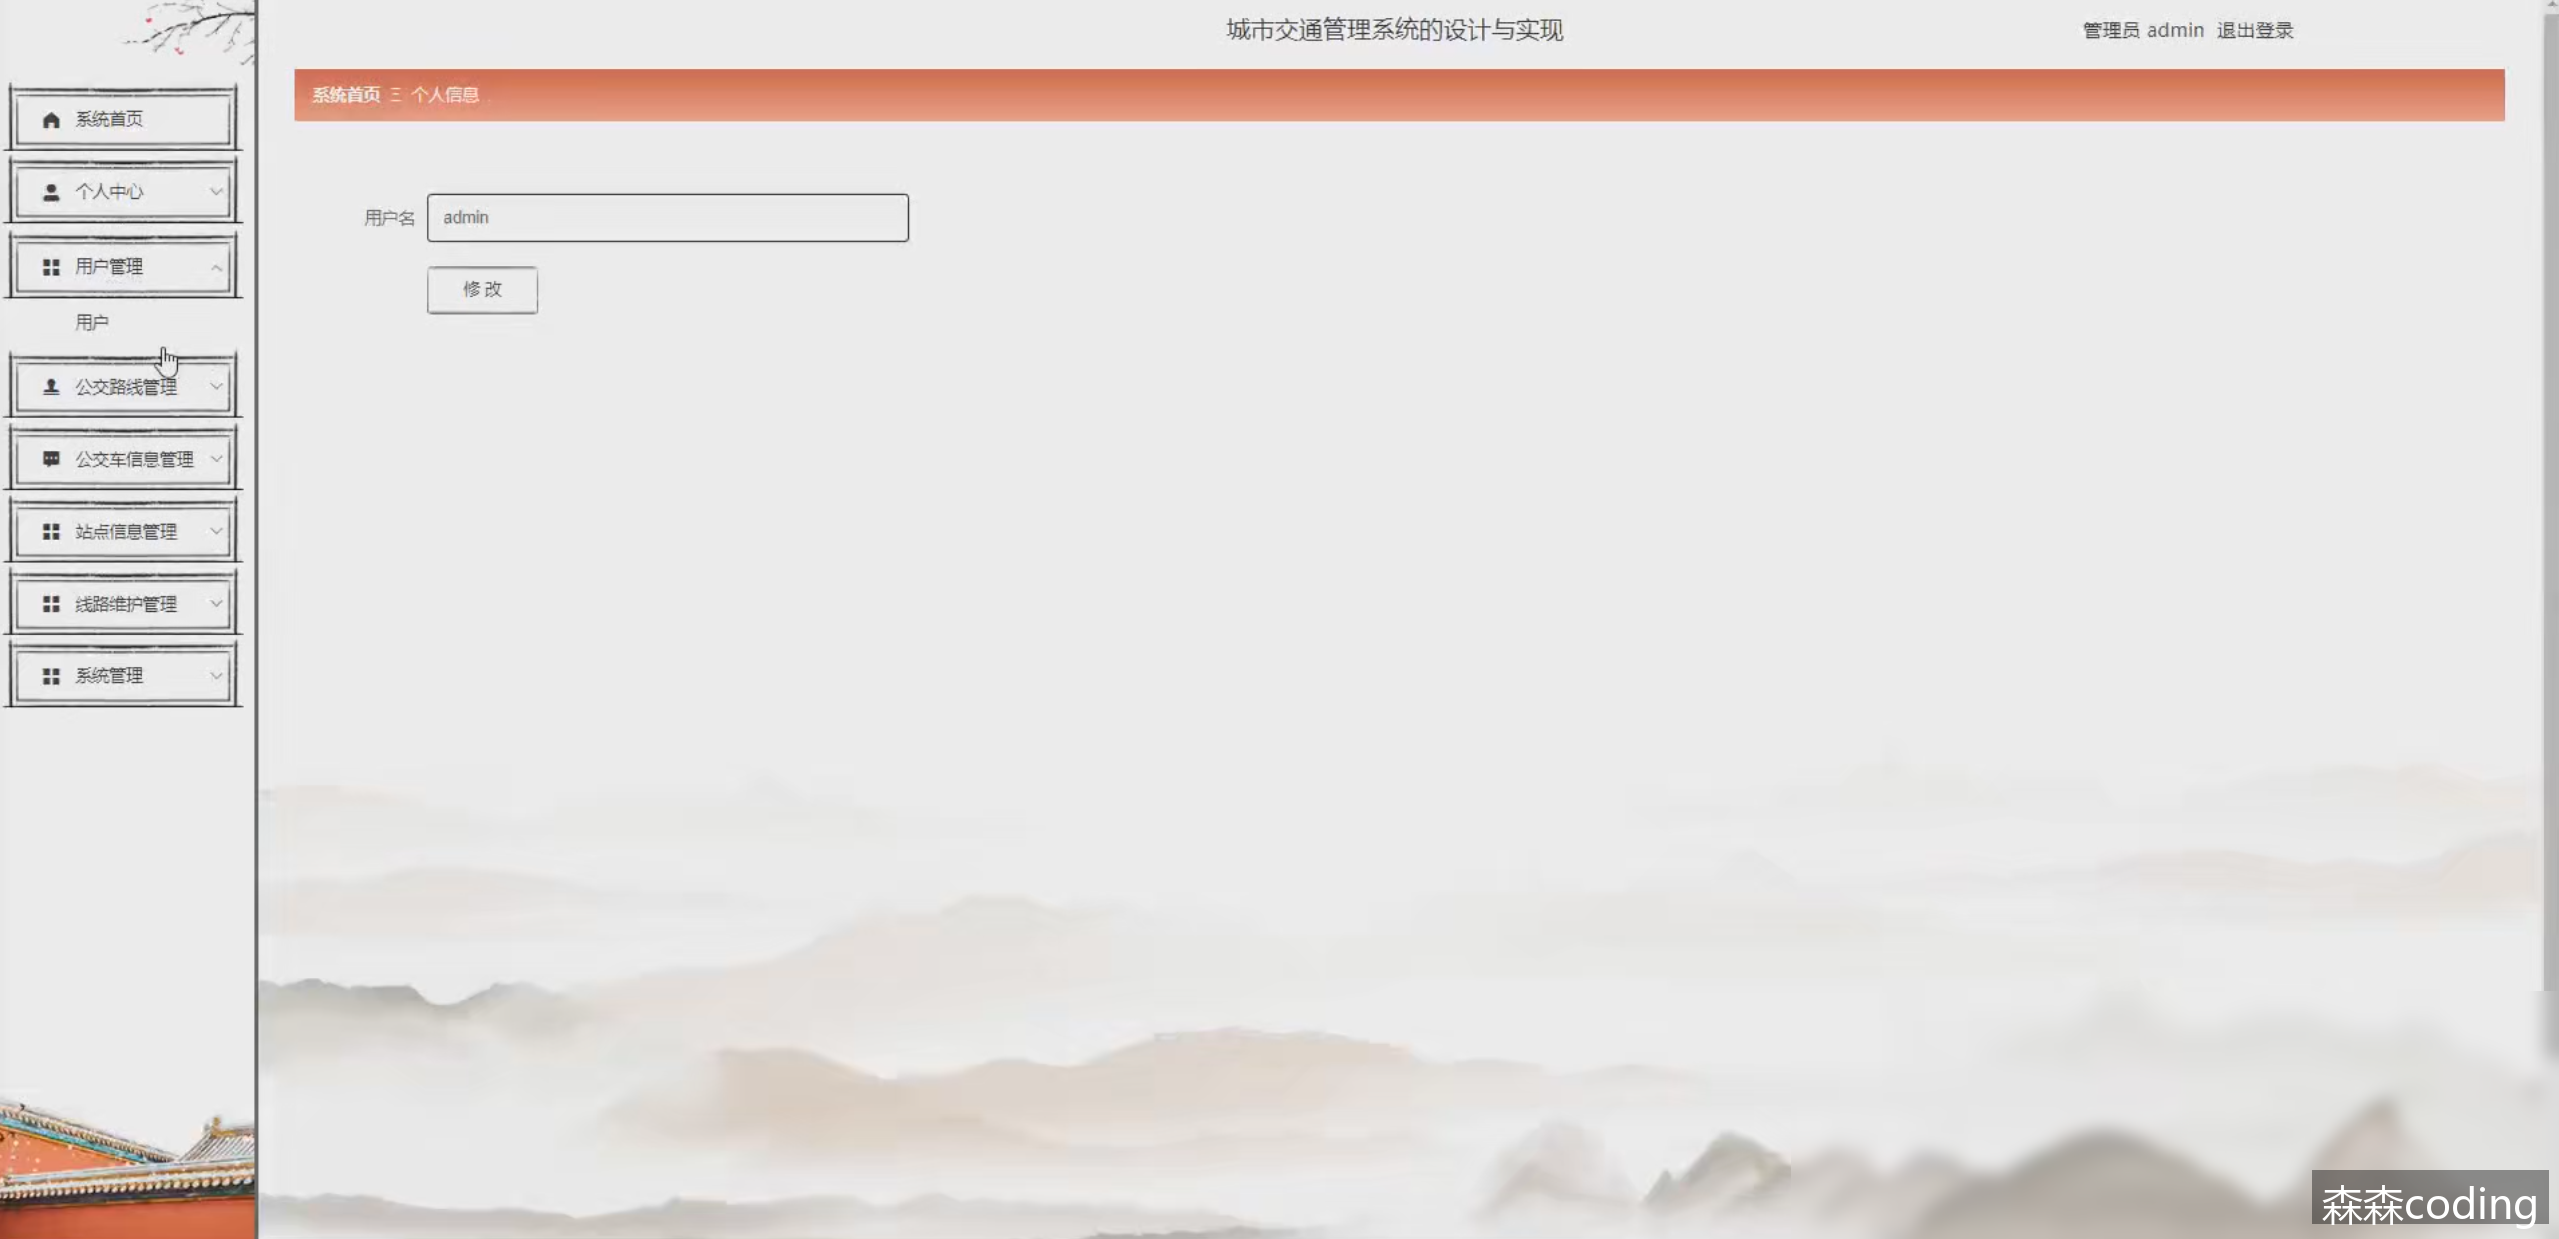 城市交通管理系统的设计与实现
管理员 admin 退出登录
系统首页 Ξ 个人信息
系统首页
个人中心
用户管理
用户
公交路线管理
公交车信息管理
站点信息管理
线路维护管理
系统管理
用户名 admin
修改
森森coding